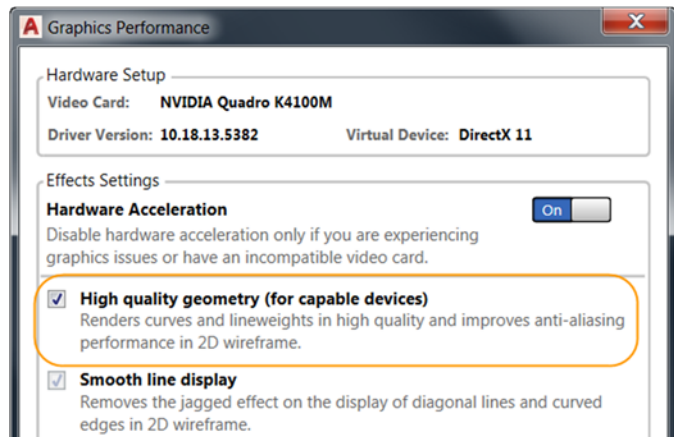 A Graphics Performance X
Hardware Setup
Video Card: NVIDIA Quadro K4100M
Driver Version: 10.18.13.5382 Virtual Device: DirectX 11
Effects Settings
Hardware Acceleration On
Disable hardware acceleration only if you are experiencing
graphics issues or have an incompatible video card.
High quality geometry (for capable devices)
Renders curves and lineweights in high quality and improves anti-aliasing
performance in 2D wireframe.
Smooth line display
Removes the jagged effect on the display of diagonal lines and curved
edges in 2D wireframe.